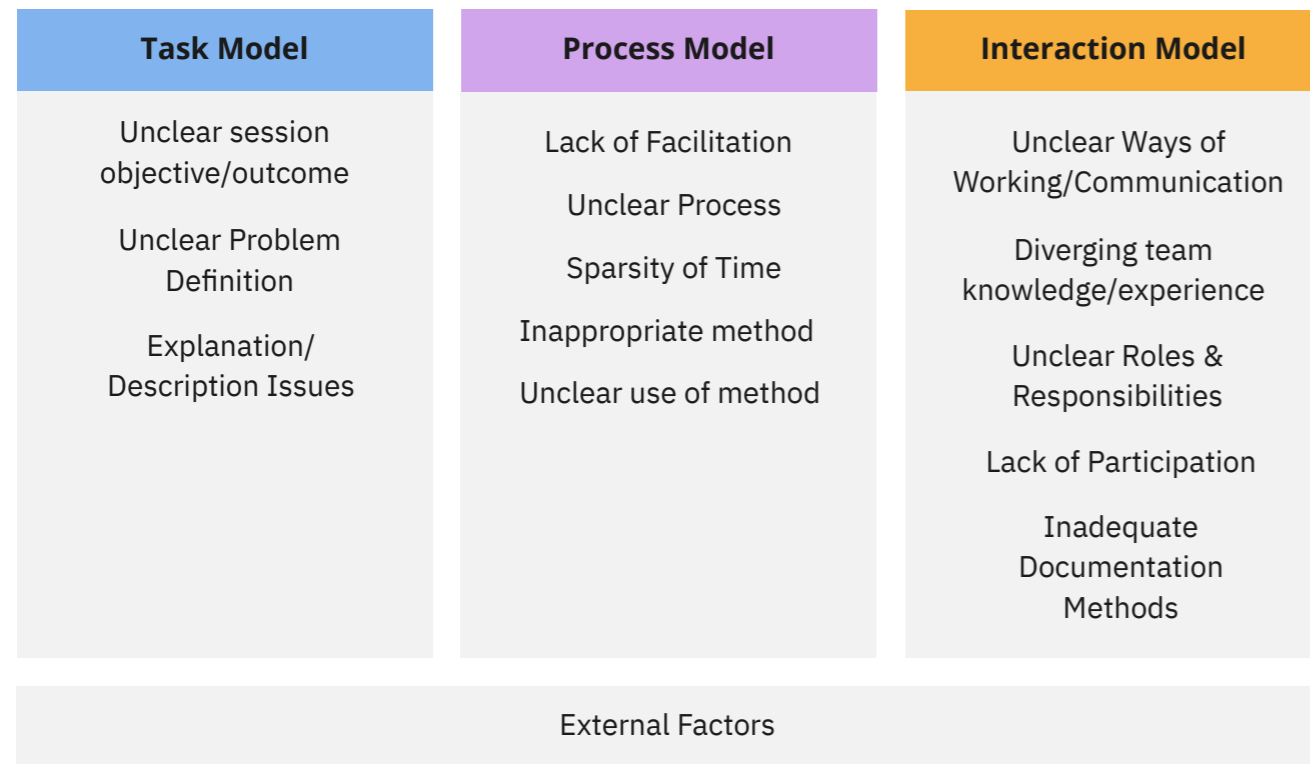 Task Model
Unclear session
objective/outcome
Unclear Problem
Definition
Explanation/
Description Issues
Process Model
Lack of Facilitation
Unclear Process
Sparsity of Time
Inappropriate method
Unclear use of method
Interaction Model
Unclear Ways of
Working/Communication
Diverging team
knowledge/experience
Unclear Roles &
Responsibilities
Lack of Participation
Inadequate
Documentation
Methods
External Factors